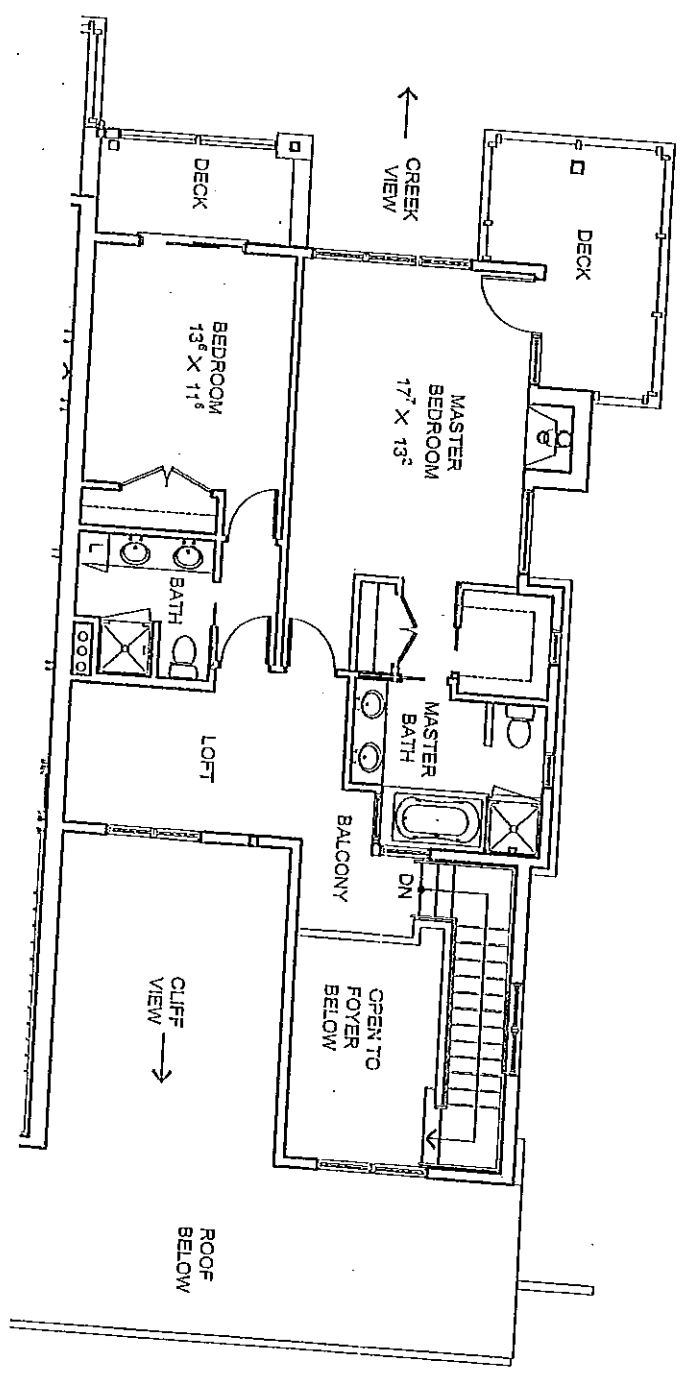 DECK
CREEK
VIEW
DECK
BEDROOM
13⁶ X 11⁶
MASTER
BEDROOM
17⁷ X 13²
BATH
L
MASTER
BATH
LOFT
BALCONY
DN
OPEN TO
FOYER
BELOW
CLIFF
VIEW
ROOF
BELOW